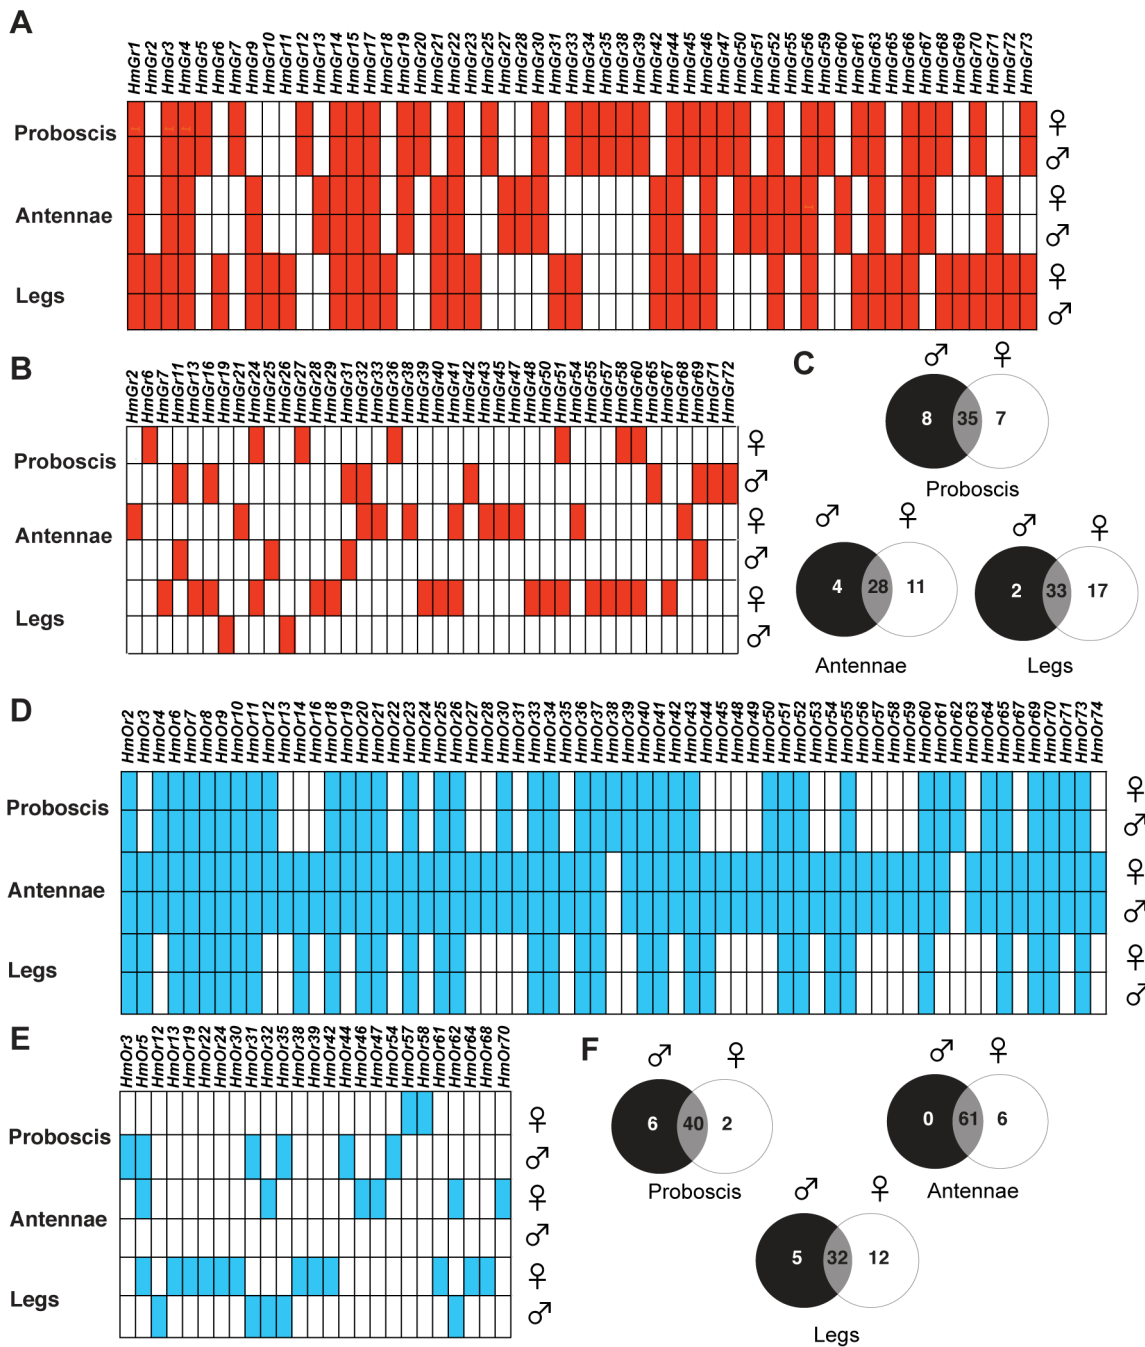 A
HmGr1 HmGr2 HmGr3 HmGr4 HmGr5 HmGr6 HmGr7 HmGr9 HmGr10 HmGr11 HmGr12 HmGr13 HmGr14 HmGr15 HmGr17 HmGr18 HmGr19 HmGr20 HmGr21 HmGr22 HmGr23 HmGr25 HmGr27 HmGr28 HmGr30 HmGr31 HmGr33 HmGr34 HmGr35 HmGr38 HmGr39 HmGr42 HmGr44 HmGr45 HmGr46 HmGr47 HmGr50 HmGr51 HmGr52 HmGr55 HmGr56 HmGr59 HmGr60 HmGr61 HmGr63 HmGr65 HmGr66 HmGr67 HmGr68 HmGr69 HmGr70 HmGr71 HmGr72 HmGr73
Proboscis ♀
♂
Antennae ♀
♂
Legs ♀
♂
B
HmGr2 HmGr6 HmGr7 HmGr11 HmGr13 HmGr16 HmGr19 HmGr21 HmGr24 HmGr25 HmGr26 HmGr27 HmGr28 HmGr29 HmGr31 HmGr32 HmGr33 HmGr36 HmGr38 HmGr39 HmGr40 HmGr41 HmGr42 HmGr43 HmGr45 HmGr47 HmGr48 HmGr50 HmGr51 HmGr54 HmGr55 HmGr57 HmGr58 HmGr60 HmGr65 HmGr67 HmGr68 HmGr69 HmGr71 HmGr72
Proboscis ♀
♂
Antennae ♀
♂
Legs ♀
♂
C
♂ ♀
8 35 7
Proboscis
♂ ♀
4 28 11
Antennae
♂ ♀
2 33 17
Legs
D
HmOr2 HmOr3 HmOr4 HmOr6 HmOr7 HmOr8 HmOr9 HmOr10 HmOr11 HmOr12 HmOr13 HmOr14 HmOr16 HmOr18 HmOr19 HmOr20 HmOr21 HmOr22 HmOr23 HmOr24 HmOr25 HmOr26 HmOr27 HmOr28 HmOr30 HmOr31 HmOr33 HmOr34 HmOr35 HmOr36 HmOr37 HmOr38 HmOr39 HmOr40 HmOr41 HmOr42 HmOr43 HmOr44 HmOr45 HmOr48 HmOr49 HmOr50 HmOr51 HmOr52 HmOr53 HmOr54 HmOr55 HmOr56 HmOr57 HmOr58 HmOr59 HmOr60 HmOr61 HmOr62 HmOr63 HmOr64 HmOr65 HmOr67 HmOr69 HmOr70 HmOr71 HmOr73 HmOr74
Proboscis ♀
♂
Antennae ♀
♂
Legs ♀
♂
E
HmOr3 HmOr5 HmOr12 HmOr13 HmOr19 HmOr22 HmOr24 HmOr30 HmOr31 HmOr32 HmOr35 HmOr38 HmOr39 HmOr42 HmOr44 HmOr46 HmOr47 HmOr54 HmOr57 HmOr58 HmOr61 HmOr62 HmOr64 HmOr68 HmOr70
Proboscis ♀
♂
Antennae ♀
♂
Legs ♀
♂
F
♂ ♀
6 40 2
Proboscis
♂ ♀
0 61 6
Antennae
♂ ♀
5 32 12
Legs